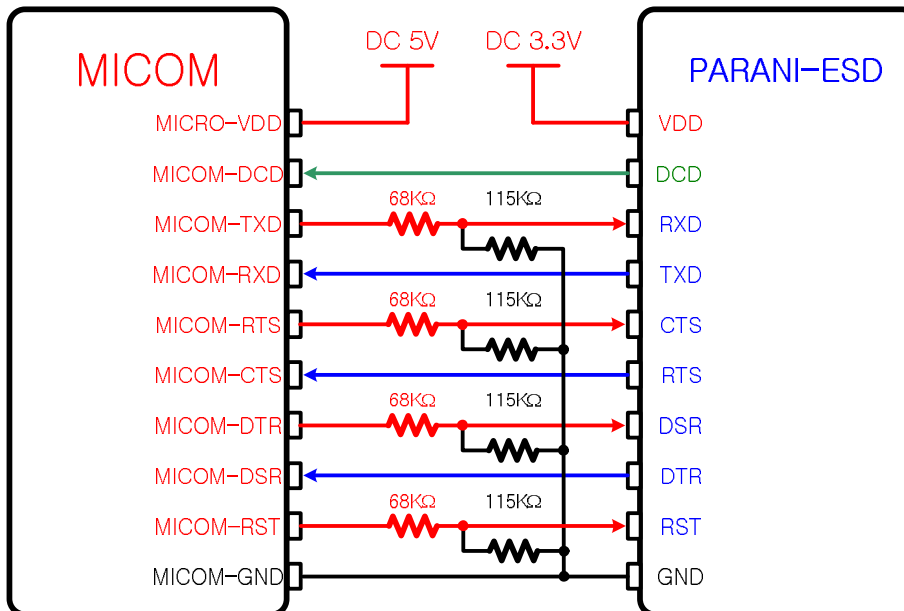 DC 5V DC 3.3V
MICOM PARANI-ESD
MICRO-VDD VDD
MICOM-DCD DCD
68KΩ 115KΩ
MICOM-TXD RXD
MICOM-RXD TXD
68KΩ 115KΩ
MICOM-RTS CTS
MICOM-CTS RTS
68KΩ 115KΩ
MICOM-DTR DSR
MICOM-DSR DTR
68KΩ 115KΩ
MICOM-RST RST
MICOM-GND GND